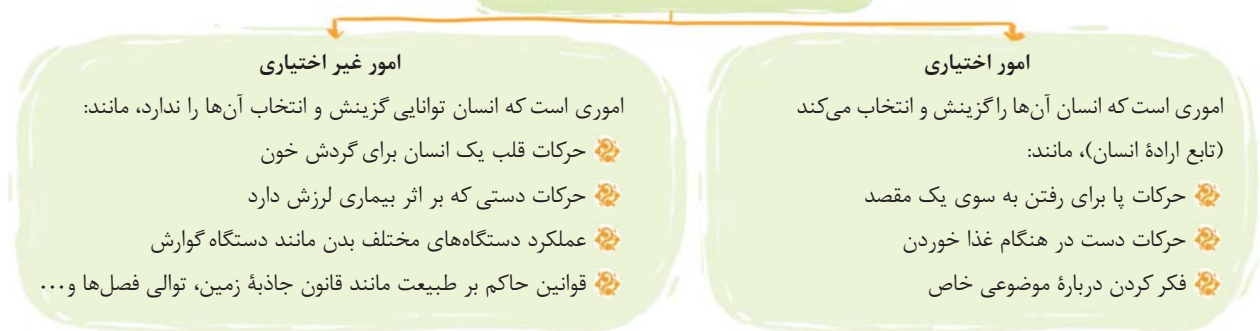 امور اختیاری
اموری است که انسان آن‌ها را گزینش و انتخاب می‌کند
(تابع ارادهٔ انسان)، مانند:
حرکات پا برای رفتن به سوی یک مقصد
حرکات دست در هنگام غذا خوردن
فکر کردن دربارهٔ موضوعی خاص
امور غیر اختیاری
اموری است که انسان توانایی گزینش و انتخاب آن‌ها را ندارد، مانند:
حرکات قلب یک انسان برای گردش خون
حرکات دستی که بر اثر بیماری لرزش دارد
عملکرد دستگاه‌های مختلف بدن مانند دستگاه گوارش
قوانین حاکم بر طبیعت مانند قانون جاذبهٔ زمین، توالی فصل‌ها و...